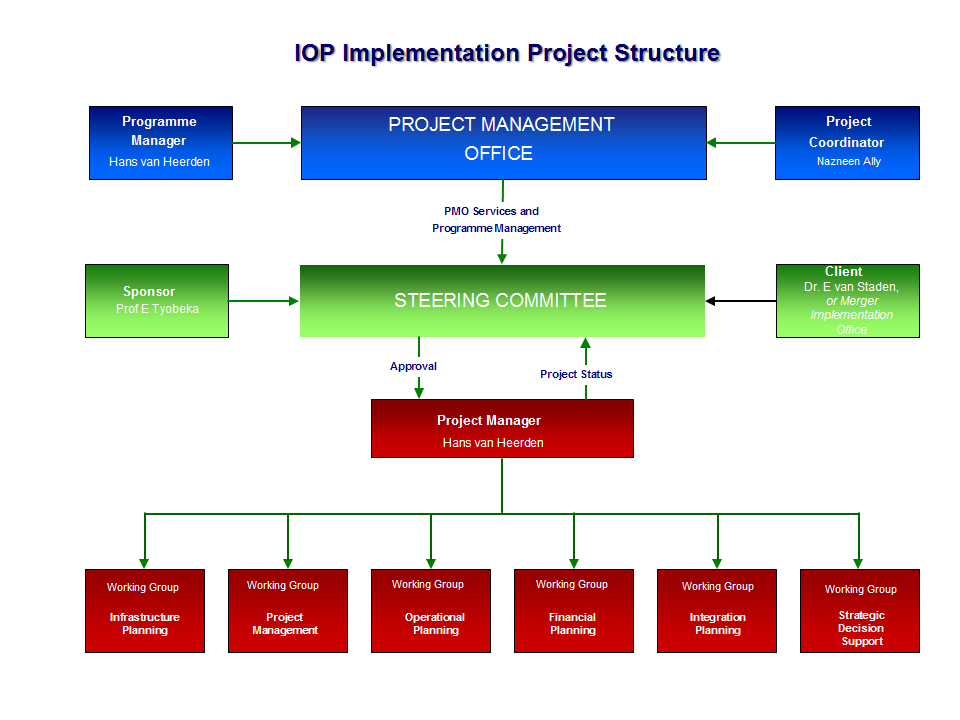 IOP Implementation Project Structure
Programme
Manager
Hans van Heerden
PROJECT MANAGEMENT
OFFICE
Project
Coordinator
Nazneen Ally
PMO Services and
Programme Management
Sponsor
Prof E Tyobeka
STEERING COMMITTEE
Client
Dr. E van Staden,
or Merger
Implementation
Office
Approval
Project Status
Project Manager
Hans van Heerden
Working Group
Infrastructure
Planning
Working Group
Project
Management
Working Group
Operational
Planning
Working Group
Financial
Planning
Working Group
Integration
Planning
Working Group
Strategic
Decision
Support